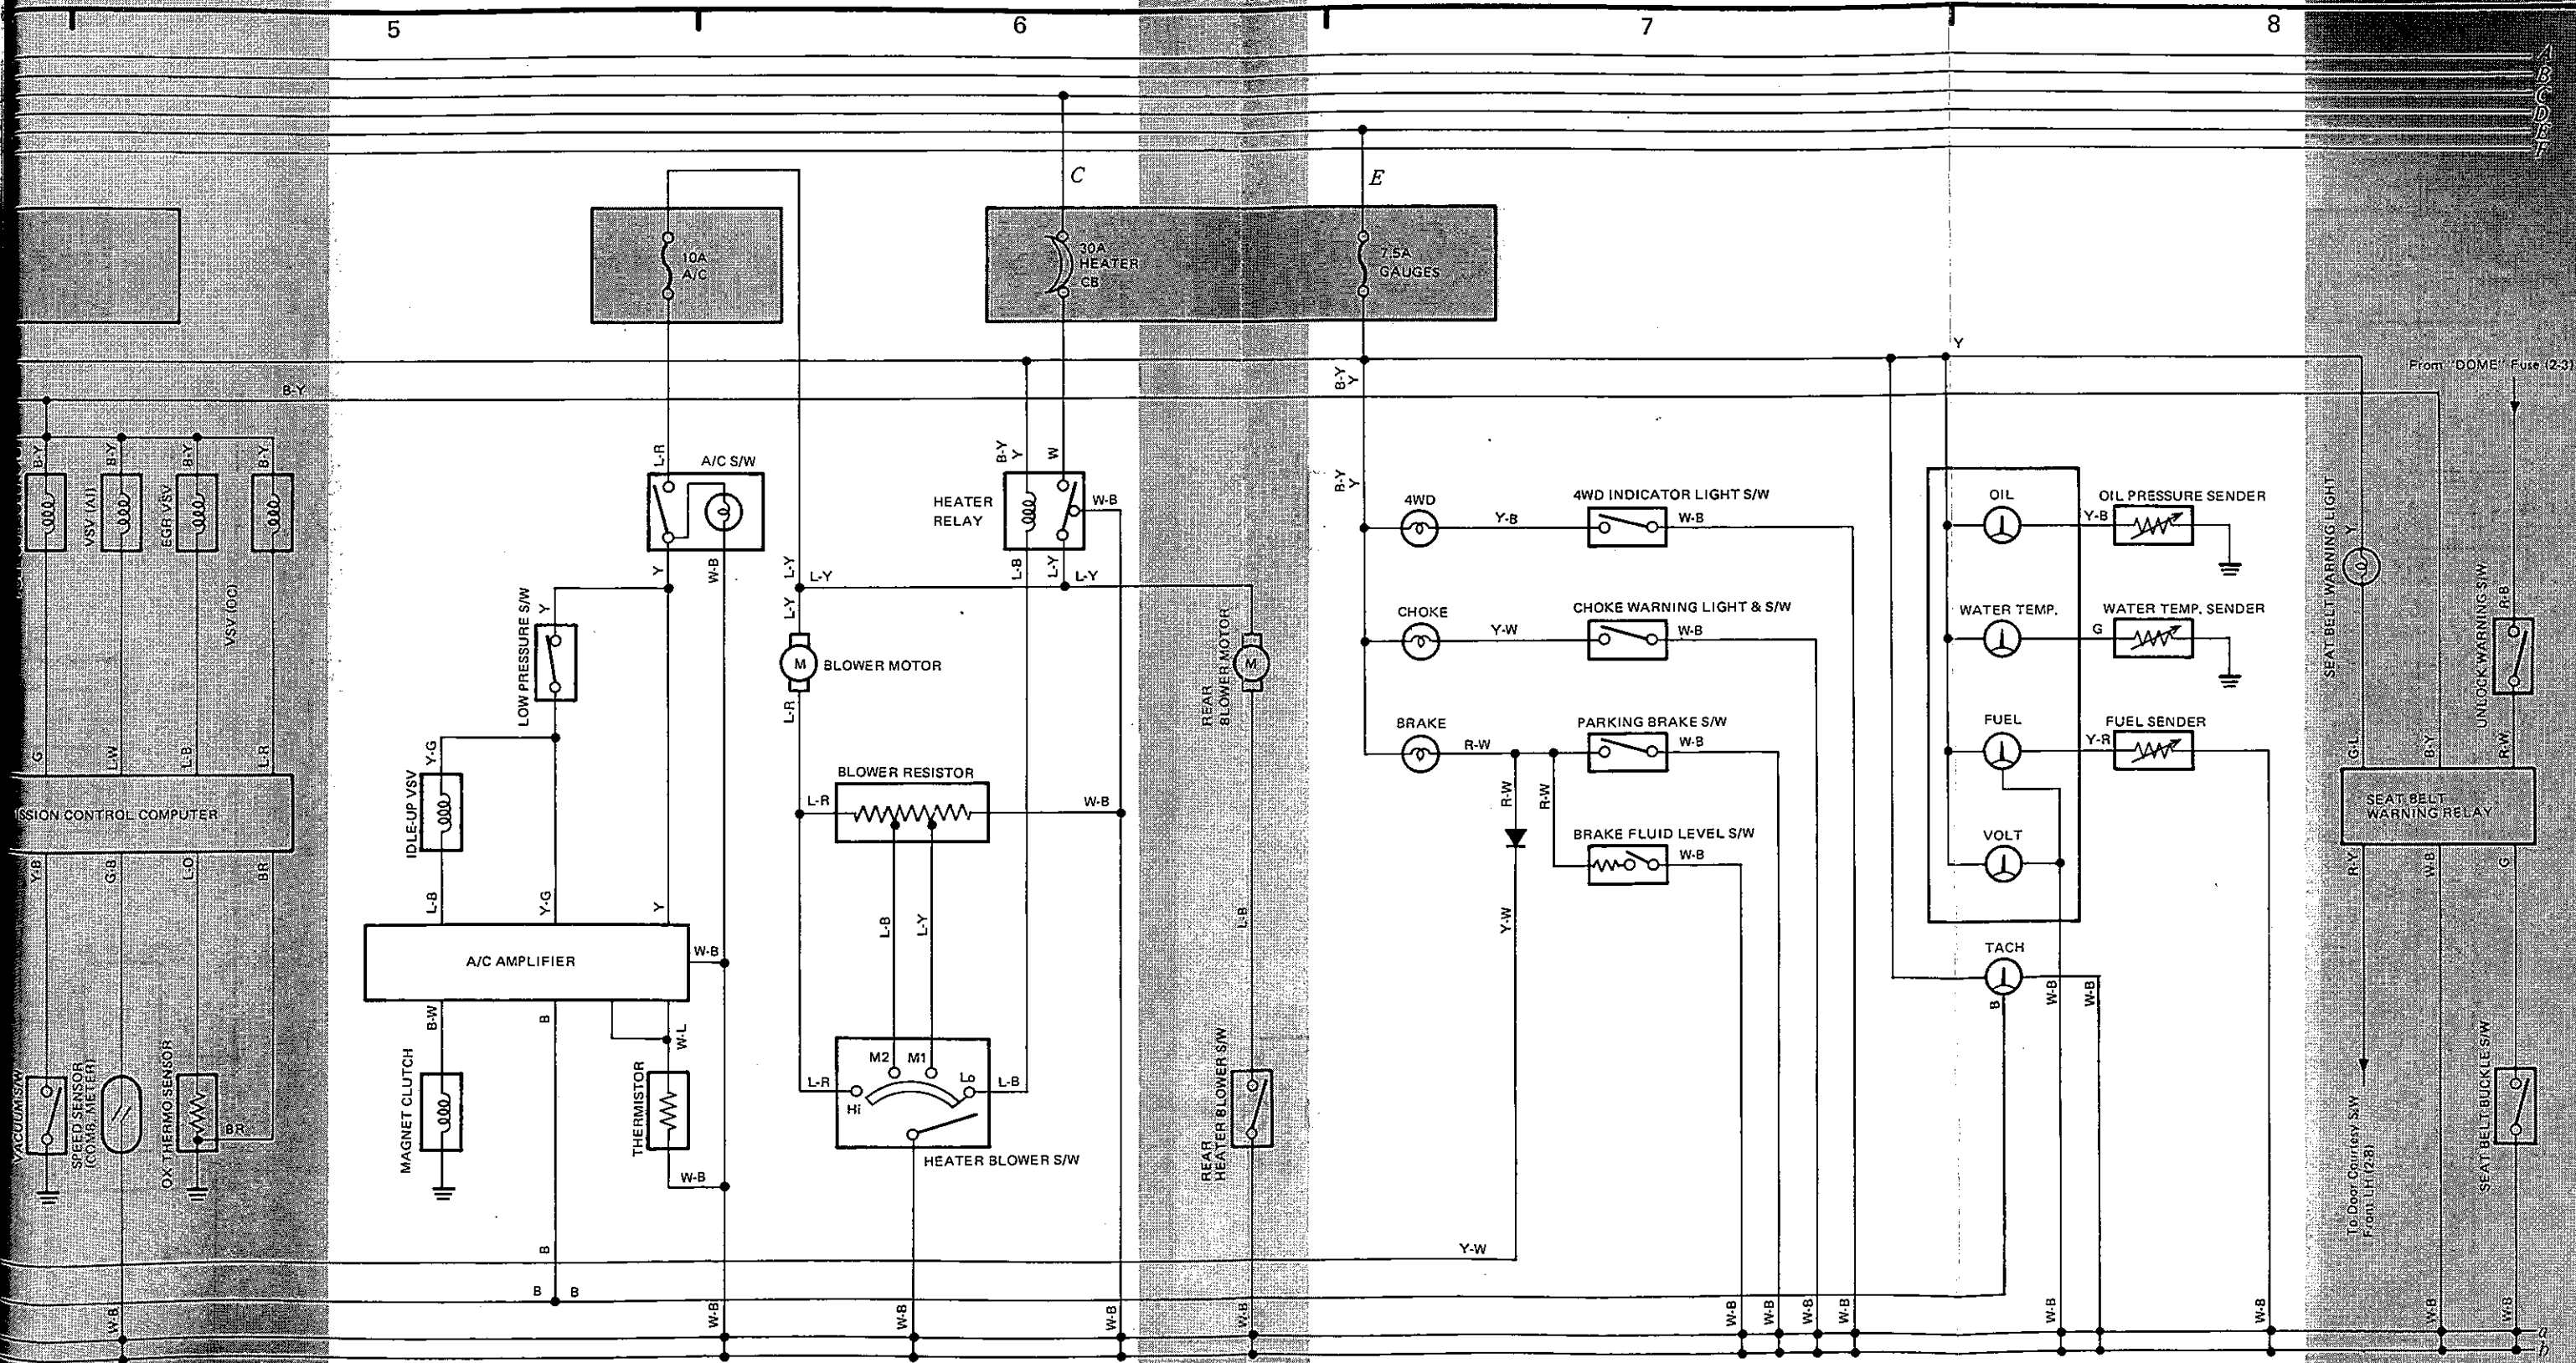 5
6
7
8
A
B
C
D
E
F
C
E
10A
A/C
30A
HEATER
CB
7.5A
GAUGES
Y
From "DOME" Fuse (2-3)
B-Y
B-Y
Y
B-Y
B-Y
B-Y
B-Y
L-R
A/C S/W
B-Y
Y
W
B-Y
Y
VSV (AI)
EGR VSV
HEATER
RELAY
W-B
4WD
Y-B
4WD INDICATOR LIGHT S/W
W-B
OIL
Y-B
OIL PRESSURE SENDER
SEAT BELT WARNING LIGHT
Y
VSV (OC)
Y
W-B
L-Y
L-Y
L-B
L-Y
L-Y
LOW PRESSURE S/W
Y
L-Y
BLOWER MOTOR
M
L-R
REAR
BLOWER MOTOR
M
CHOKE
Y-W
CHOKE WARNING LIGHT & S/W
W-B
WATER TEMP.
G
WATER TEMP. SENDER
UNLOCK WARNING S/W
R-B
G
L-W
L-B
L-R
Y-G
BRAKE
R-W
PARKING BRAKE S/W
W-B
FUEL
Y-R
FUEL SENDER
G-L
B-Y
R-W
SSION CONTROL COMPUTER
IDLE-UP VSV
BLOWER RESISTOR
L-R
W-B
R-W
R-W
BRAKE FLUID LEVEL S/W
W-B
VOLT
SEAT BELT
WARNING RELAY
Y-B
G-B
L-O
BR
L-B
Y-G
Y
L-B
L-Y
L-B
Y-W
R-Y
W-B
G
A/C AMPLIFIER
W-B
TACH
B
W-B
W-B
B-W
B
W-L
VACUUM S/W
SPEED SENSOR
(COMB. METER)
OX. THERMO SENSOR
BR
MAGNET CLUTCH
THERMISTOR
W-B
M2
M1
L-R
Hi
Lo
L-B
HEATER BLOWER S/W
REAR
HEATER BLOWER S/W
To Door Courtesy S/W
Front LH (2-8)
SEAT BELT BUCKLE S/W
B
Y-W
B
B
W-B
W-B
W-B
W-B
W-B
W-B
W-B
W-B
W-B
W-B
W-B
W-B
W-B
a
b